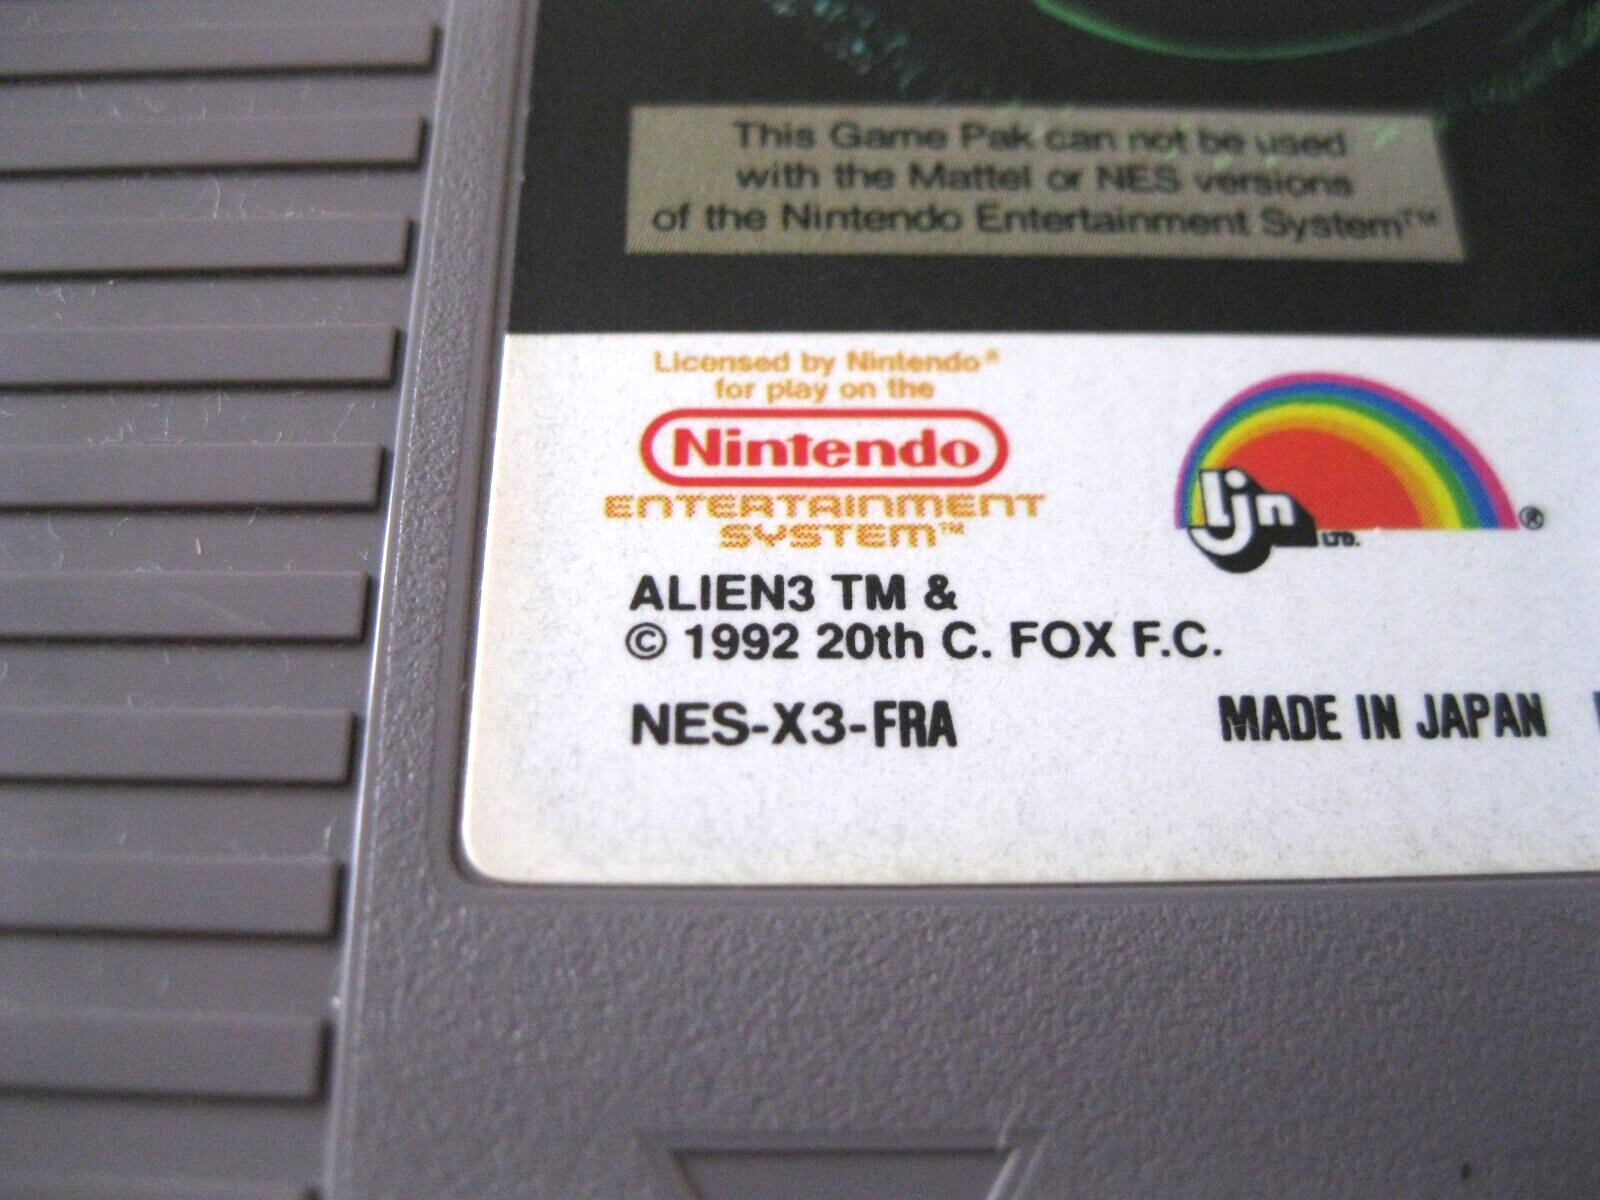 This Game Pak can not be used
with the Mattel or NES versions
of the Nintendo Entertainment System™
Licensed by Nintendo®
for play on the
Nintendo
ENTERTAINMENT
SYSTEM™
ljn LTD. ®
ALIEN3 TM &
© 1992 20th C. FOX F.C.
NES-X3-FRA
MADE IN JAPAN